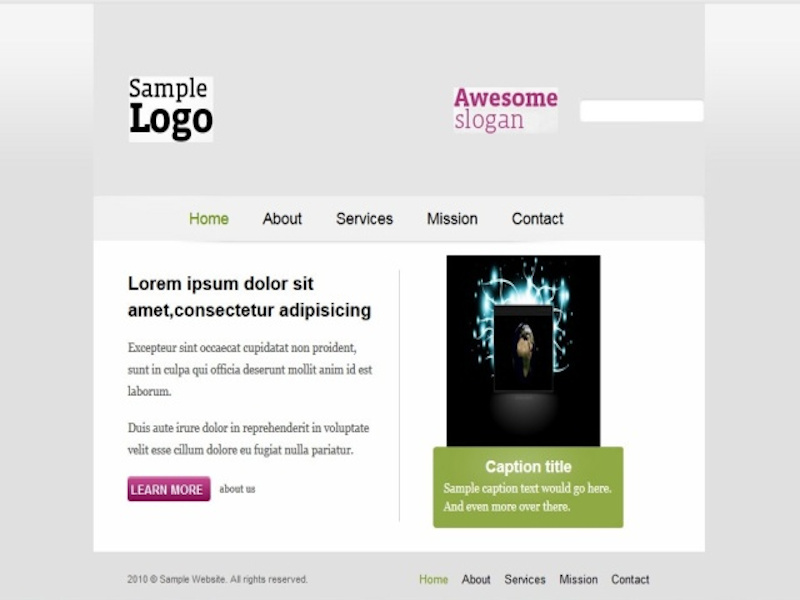 Sample
Logo
Awesome
slogan
Home About Services Mission Contact
Lorem ipsum dolor sit
amet,consectetur adipisicing
Excepteur sint occaecat cupidatat non proident,
sunt in culpa qui officia deserunt mollit anim id est
laborum.
Duis aute irure dolor in reprehenderit in voluptate
velit esse cillum dolore eu fugiat nulla pariatur.
LEARN MORE about us
Caption title
Sample caption text would go here.
And even more over there.
2010 © Sample Website. All rights reserved.
Home About Services Mission Contact